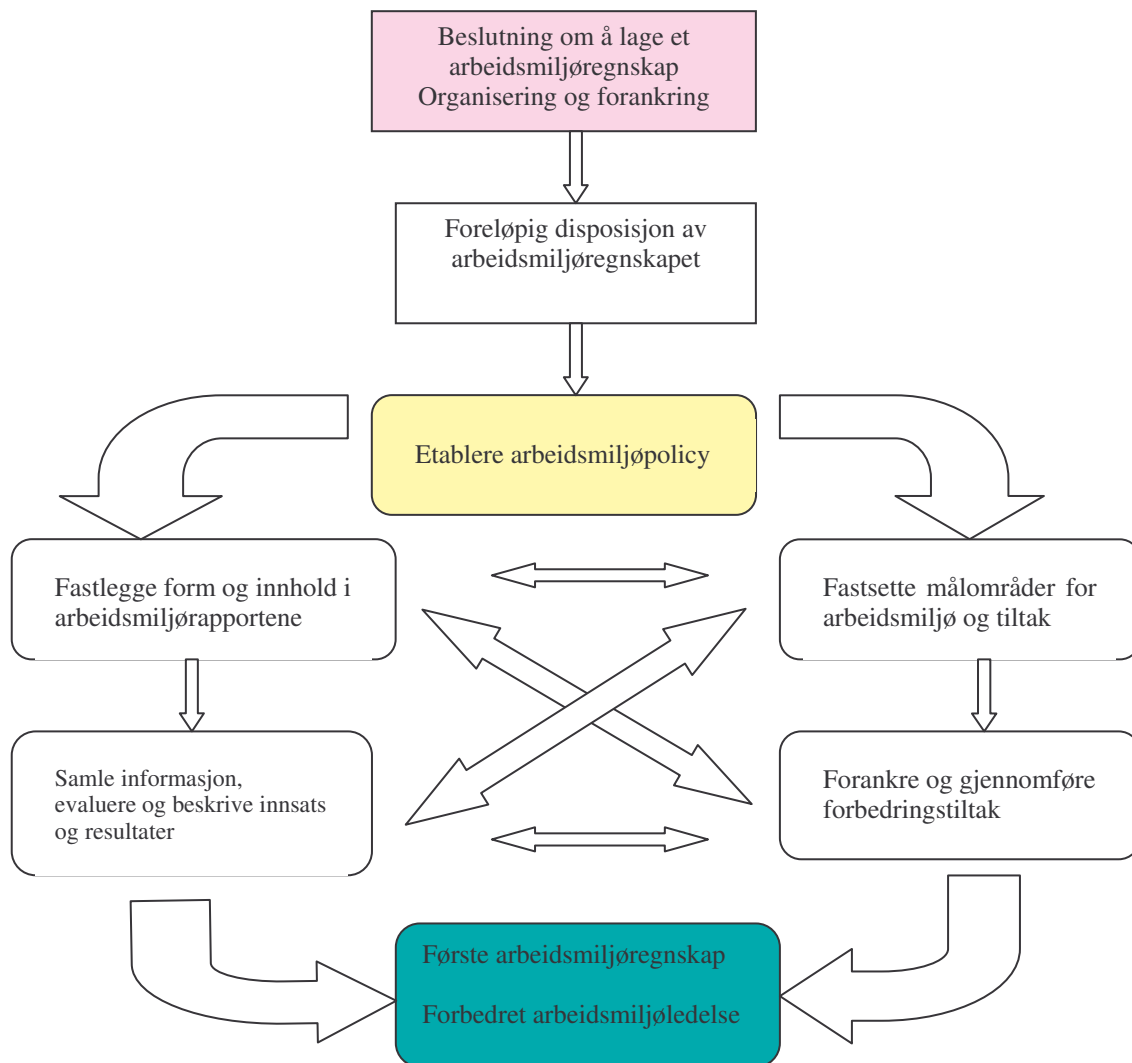 Beslutning om å lage et
arbeidsmiljøregnskap
Organisering og forankring
Foreløpig disposisjon av
arbeidsmiljøregnskapet
Etablere arbeidsmiljøpolicy
Fastlegge form og innhold i
arbeidsmiljørapportene
Fastsette målområder for
arbeidsmiljø og tiltak
Samle informasjon,
evaluere og beskrive innsats
og resultater
Forankre og gjennomføre
forbedringstiltak
Første arbeidsmiljøregnskap
Forbedret arbeidsmiljøledelse